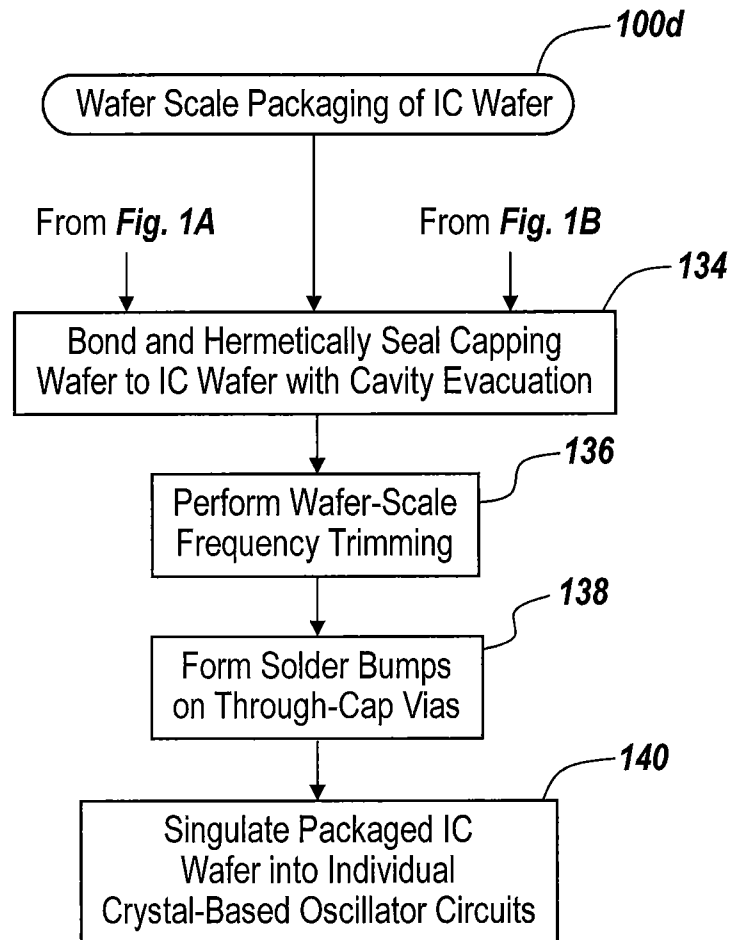 100d
Wafer Scale Packaging of IC Wafer
From Fig. 1A
From Fig. 1B
134
Bond and Hermetically Seal Capping
Wafer to IC Wafer with Cavity Evacuation
136
Perform Wafer-Scale
Frequency Trimming
138
Form Solder Bumps
on Through-Cap Vias
140
Singulate Packaged IC
Wafer into Individual
Crystal-Based Oscillator Circuits